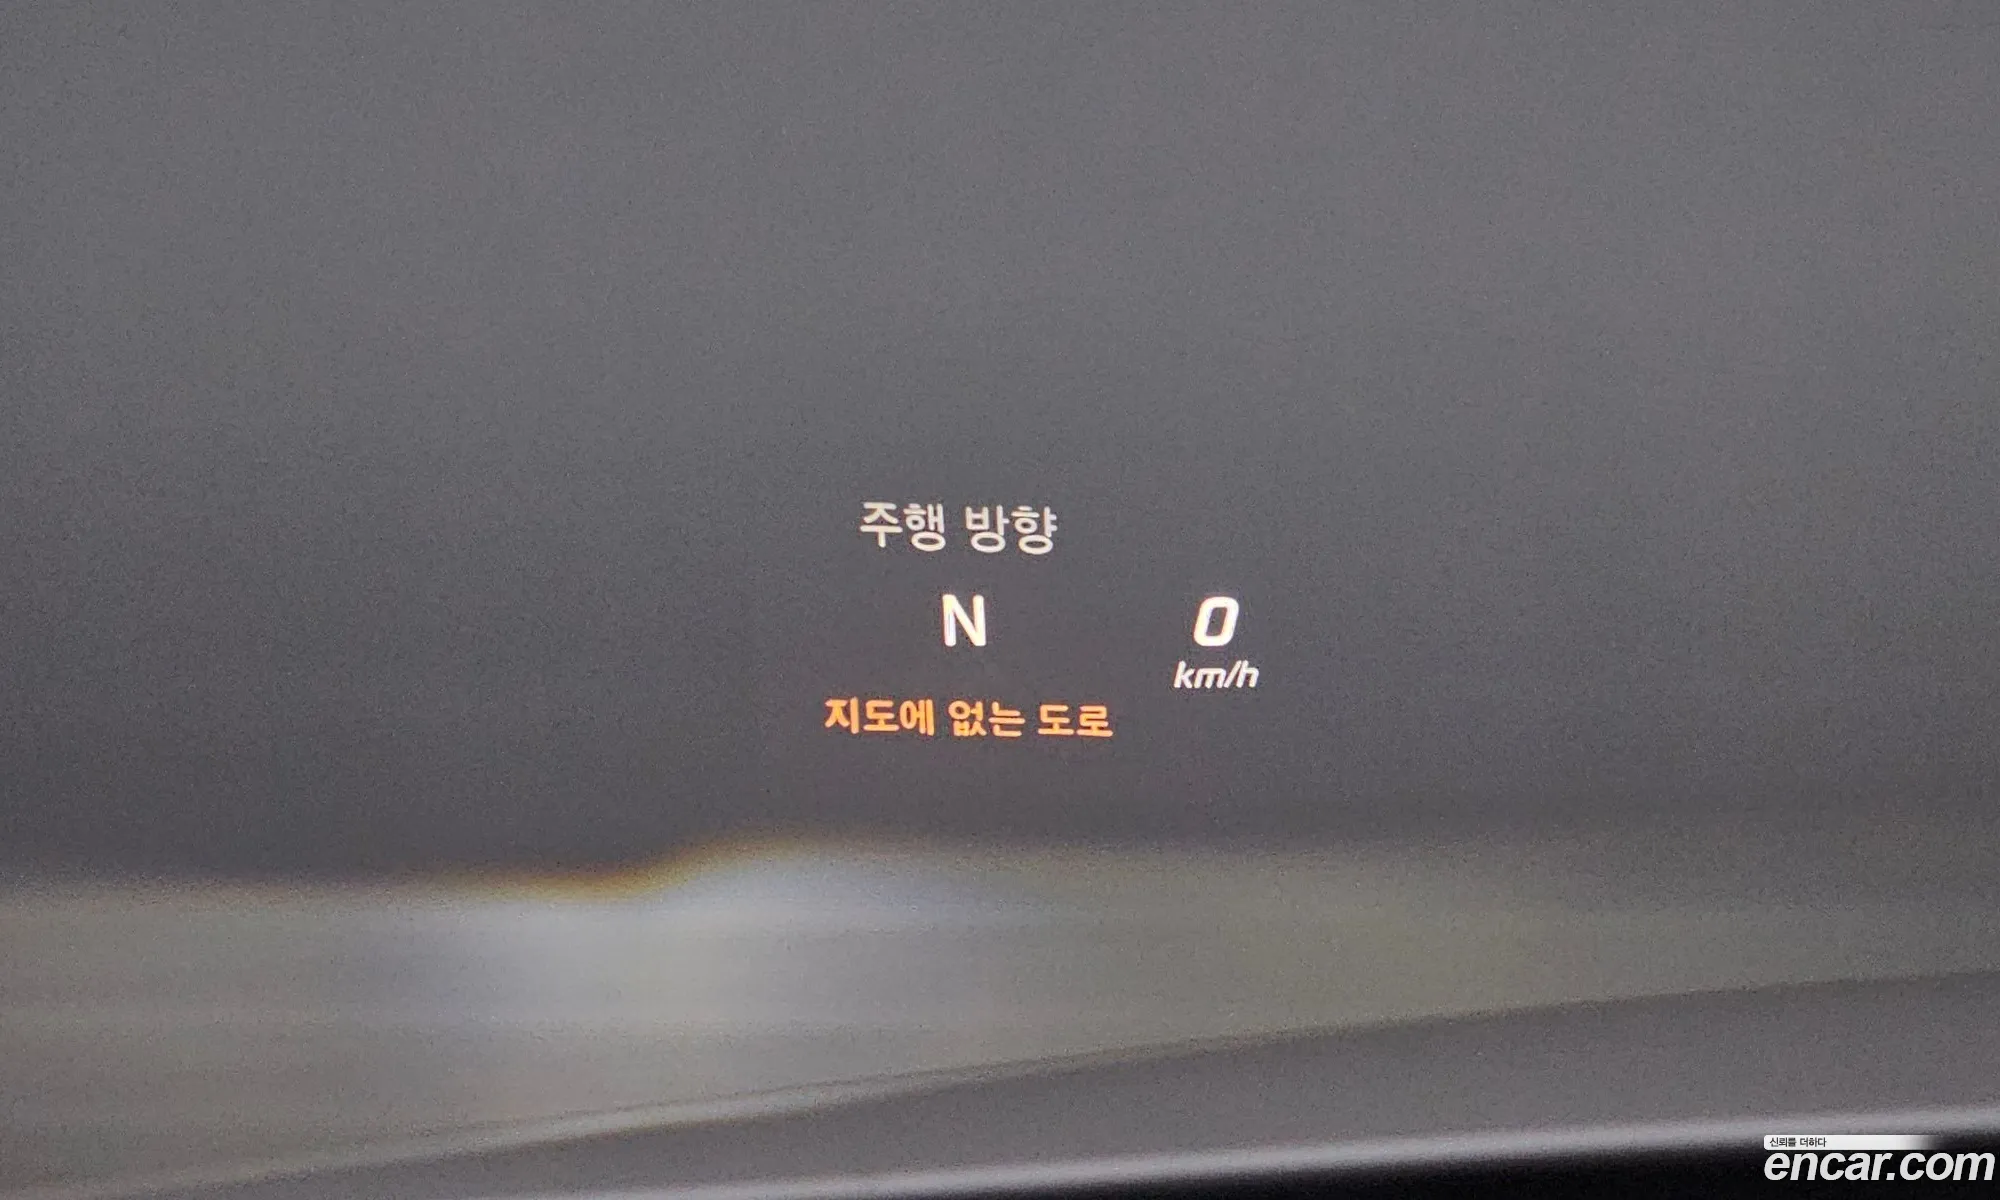 주행 방향
N
0
km/h
지도에 없는 도로
신뢰를 더하다
encar.com